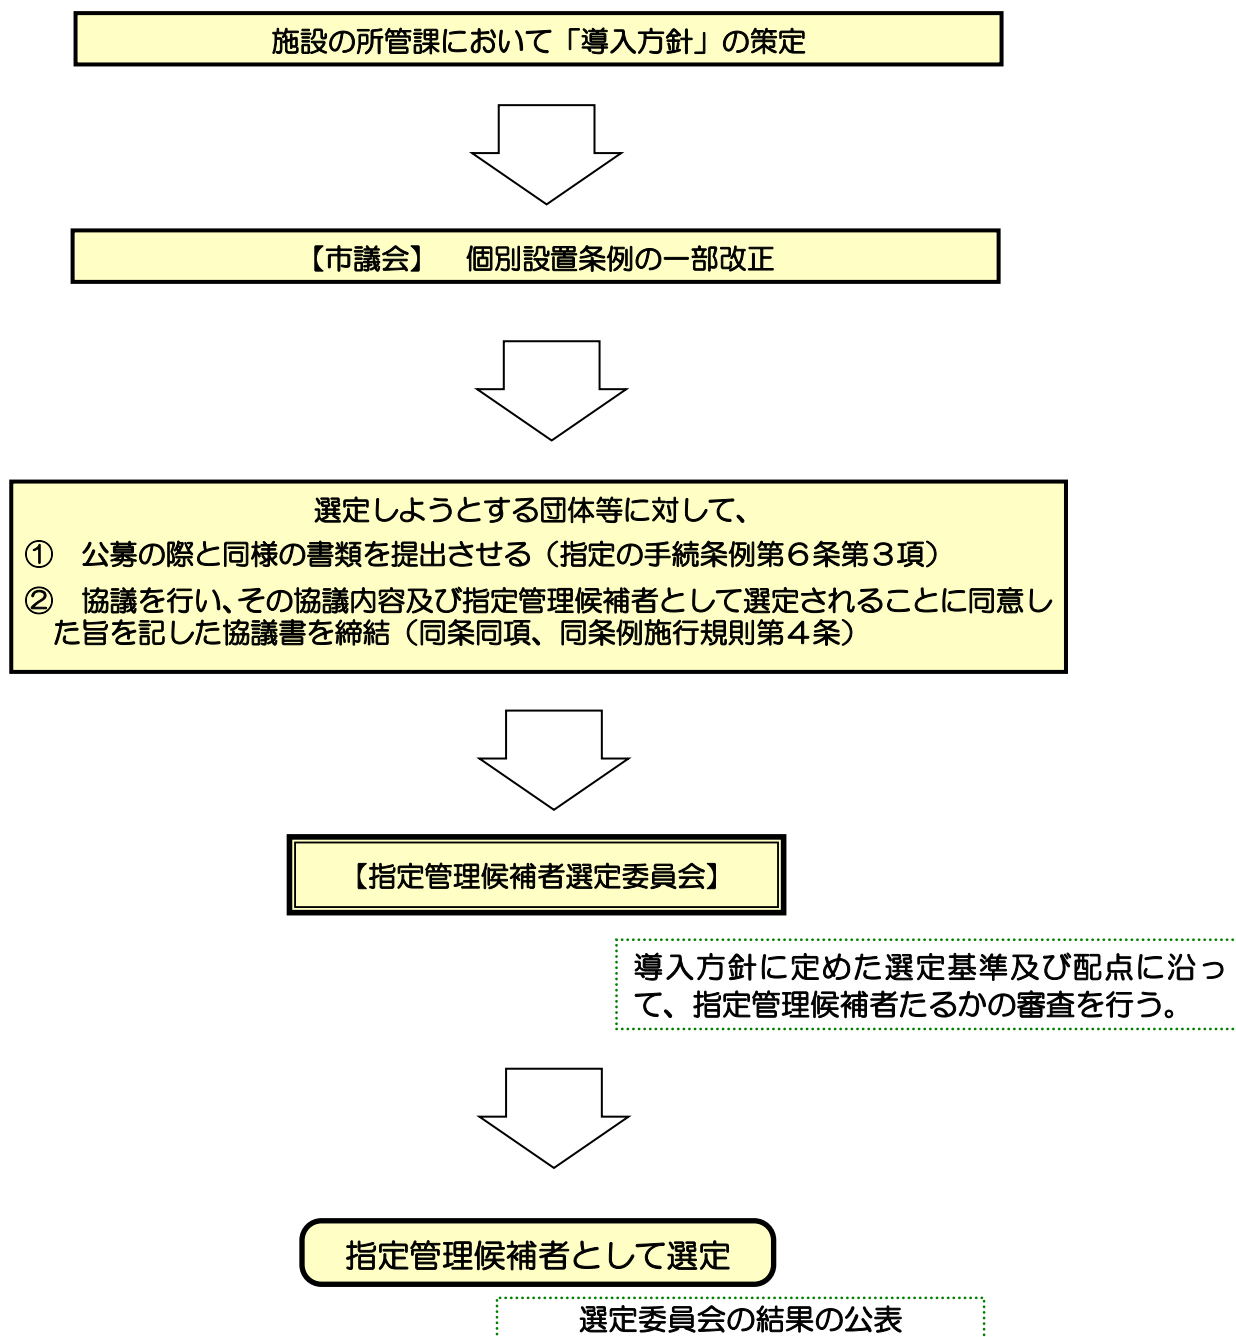 施設の所管課において「導入方針」の策定
【市議会】　個別設置条例の一部改正
選定しようとする団体等に対して、
①　公募の際と同様の書類を提出させる（指定の手続条例第６条第３項）
②　協議を行い、その協議内容及び指定管理候補者として選定されることに同意し
た旨を記した協議書を締結（同条同項、同条例施行規則第４条）
【指定管理候補者選定委員会】
導入方針に定めた選定基準及び配点に沿っ
て、指定管理候補者たるかの審査を行う。
指定管理候補者として選定
選定委員会の結果の公表